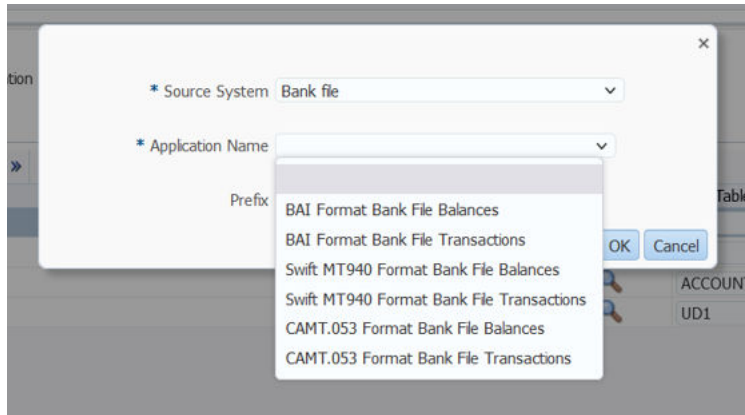 ×
tion
* Source System Bank file
* Application Name
»
Prefix
Table
BAI Format Bank File Balances
BAI Format Bank File Transactions
OK Cancel
Swift MT940 Format Bank File Balances
ACCOUNT
Swift MT940 Format Bank File Transactions
UD1
CAMT.053 Format Bank File Balances
CAMT.053 Format Bank File Transactions